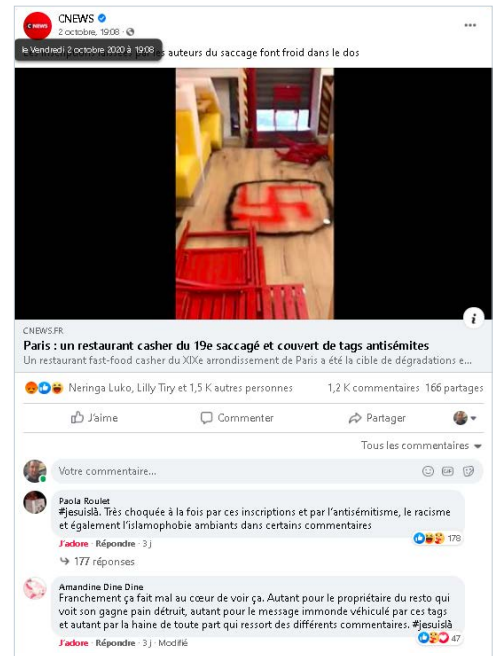 CNEWS
CNEWS
2 octobre, 19:08 ·
le Vendredi 2 octobre 2020 à 19:08
es auteurs du saccage font froid dans le dos
CNEWS.FR
Paris : un restaurant casher du 19e saccagé et couvert de tags antisémites
Un restaurant fast-food casher du XIXe arrondissement de Paris a été la cible de dégradations e...
Neringa Luko, Lilly Tiry et 1,5 K autres personnes
1,2 K commentaires 166 partages
J'aime
Commenter
Partager
Tous les commentaires
Votre commentaire...
GIF
Paola Roulet
#jesuislà. Très choquée à la fois par ces inscriptions et par l'antisémitisme, le racisme
et également l'islamophobie ambiants dans certains commentaires
178
J'adore · Répondre · 3 j
177 réponses
Amandine Dine Dine
Franchement ça fait mal au cœur de voir ça. Autant pour le propriétaire du resto qui
voit son gagne pain détruit, autant pour le message immonde véhiculé par ces tags
et autant par la haine de toute part qui ressort des différents commentaires. #jesuislà
47
J'adore · Répondre · 3 j · Modifié